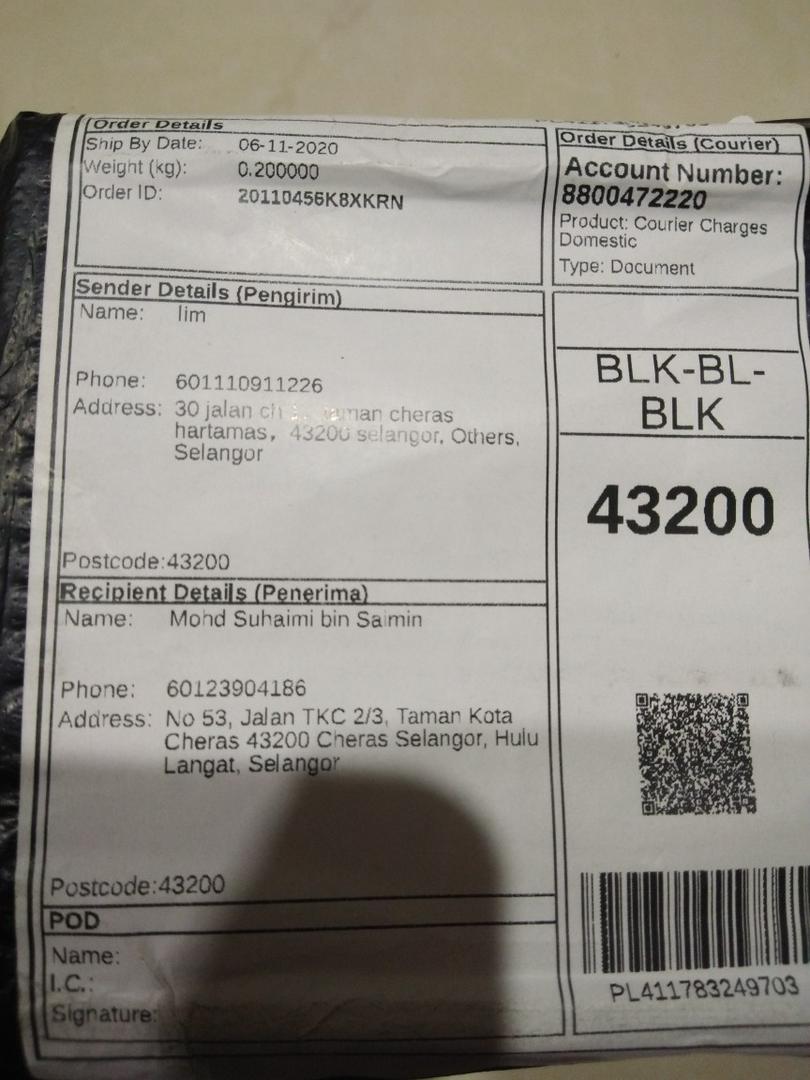 Order Details
Ship By Date: 06-11-2020
Weight (kg): 0.200000
Order ID: 20110456K8XKRN
Order Details (Courier)
Account Number:
8800472220
Product: Courier Charges
Domestic
Type: Document
Sender Details (Pengirim)
Name: lim
Phone: 601110911226
Address: 30 jalan cheras
hartamas, 43200 selangor, Others,
Selangor
Postcode:43200
BLK-BL-
BLK
43200
Recipient Details (Penerima)
Name: Mohd Suhaimi bin Saimin
Phone: 60123904186
Address: No 53, Jalan TKC 2/3, Taman Kota
Cheras 43200 Cheras Selangor, Hulu
Langat, Selangor
Postcode:43200
POD
Name:
I.C.:
Signature:
PL411783249703